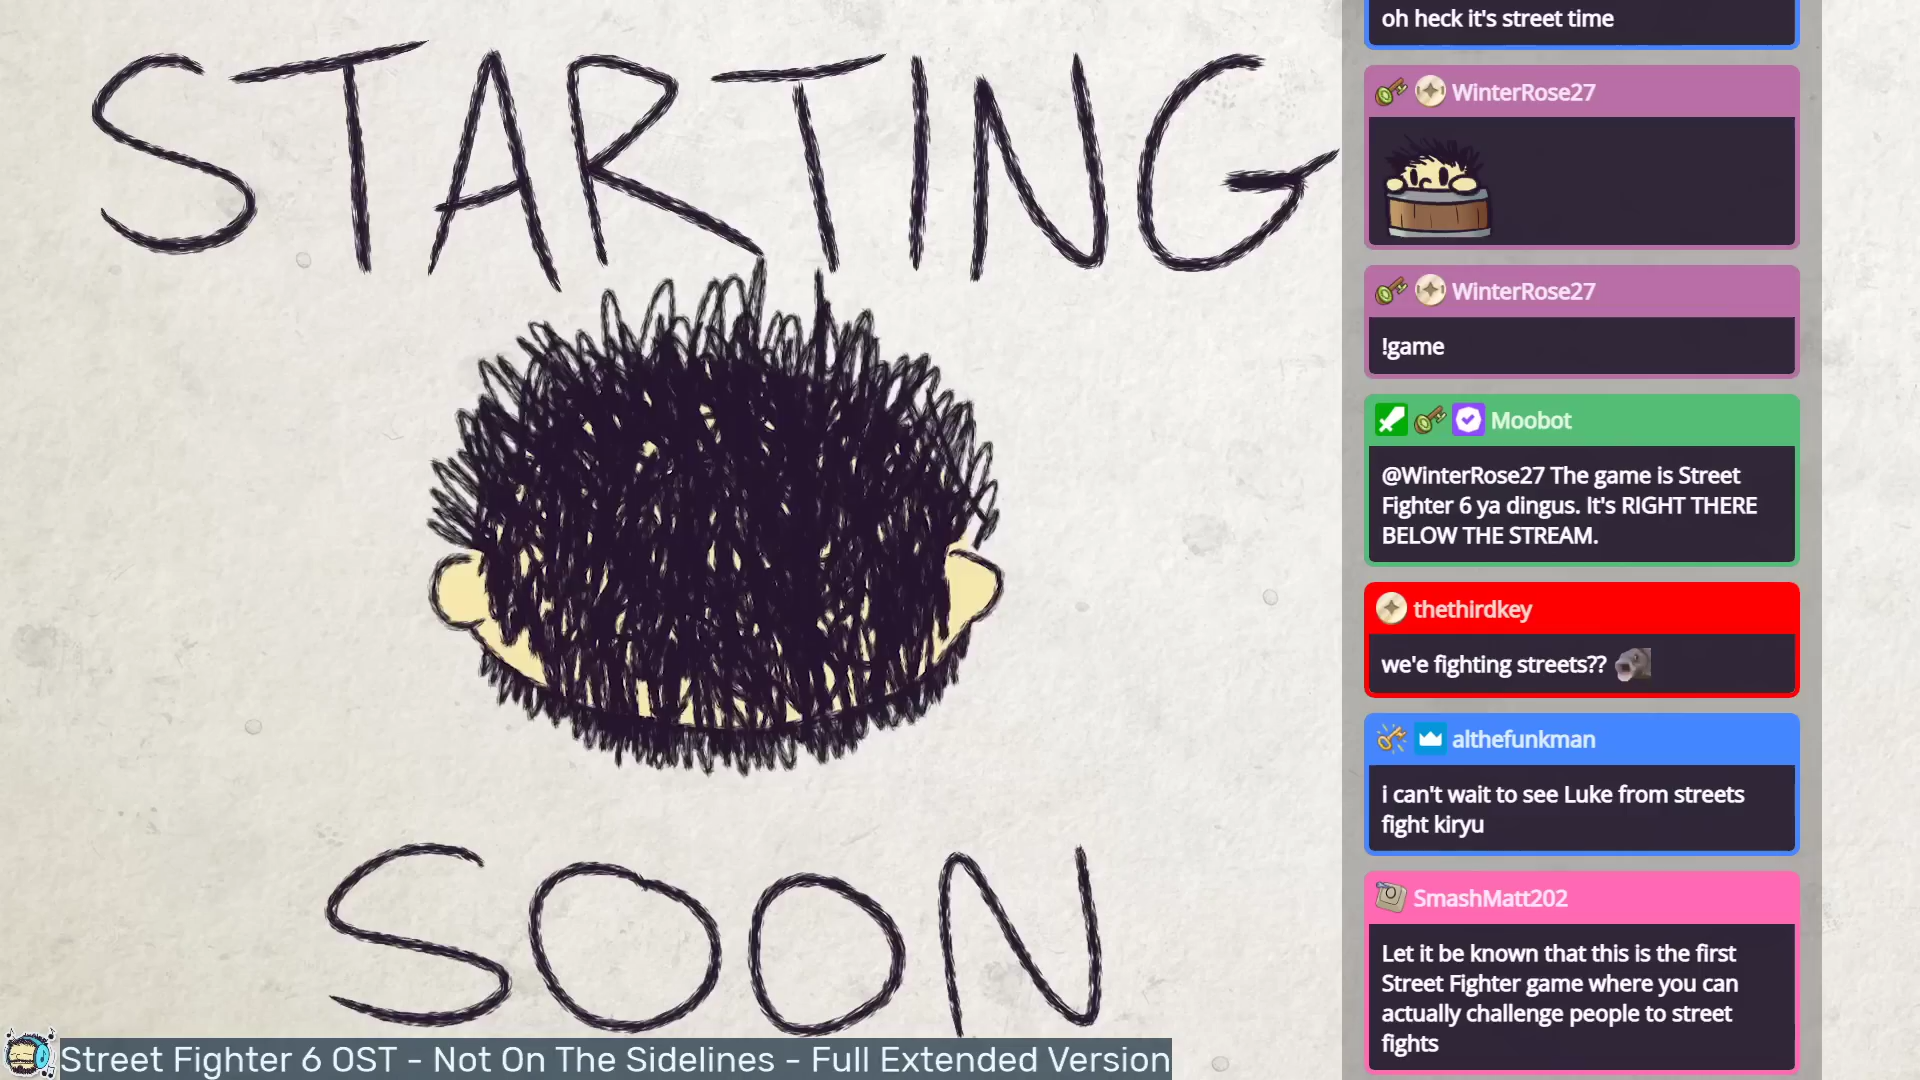 STARTING
SOON
Street Fighter 6 OST - Not On The Sidelines - Full Extended Version
oh heck it's street time
WinterRose27
WinterRose27
!game
Moobot
@WinterRose27 The game is Street
Fighter 6 ya dingus. It's RIGHT THERE
BELOW THE STREAM.
thethirdkey
we'e fighting streets??
althefunkman
i can't wait to see Luke from streets
fight kiryu
SmashMatt202
Let it be known that this is the first
Street Fighter game where you can
actually challenge people to street
fights